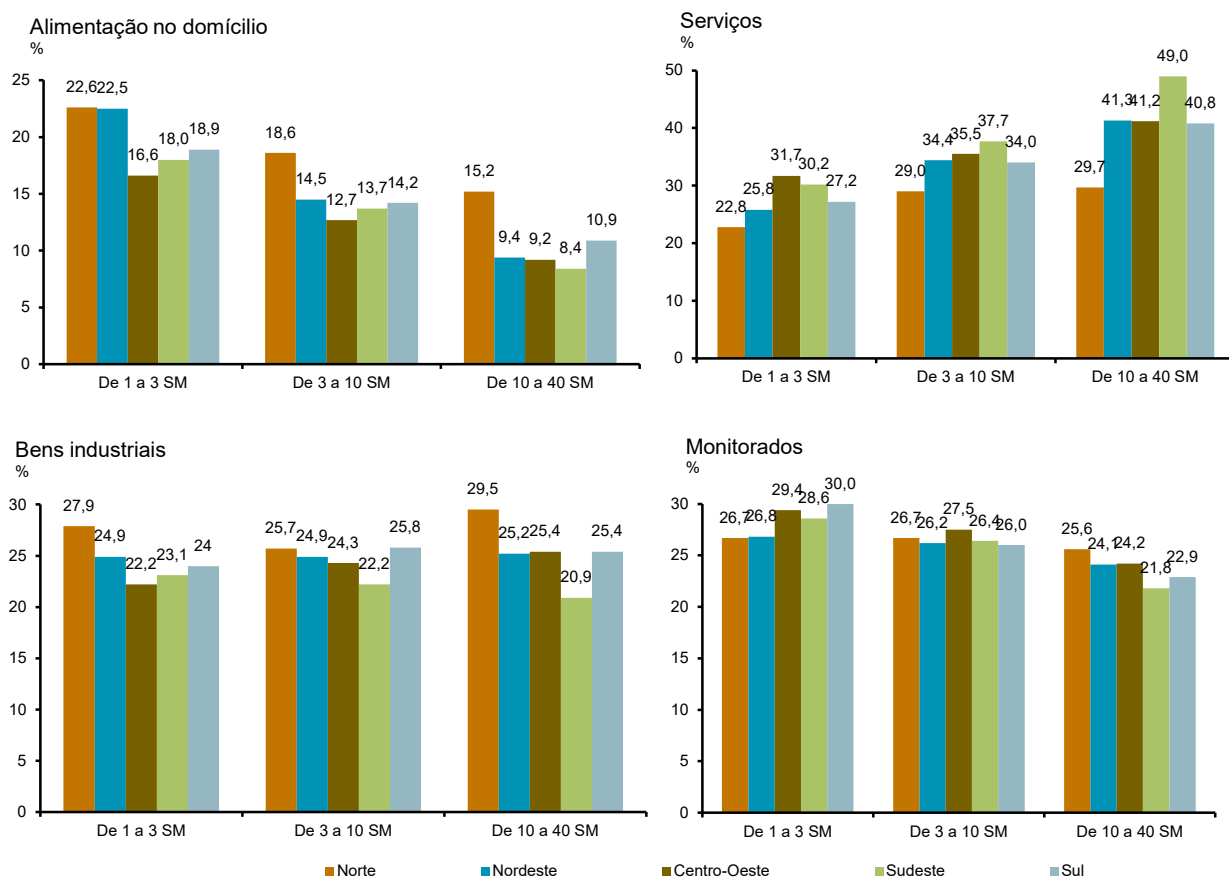 Alimentação no domícilio
%
25
20
15
10
5
0
22,6 22,5 16,6 18,0 18,9
18,6 14,5 12,7 13,7 14,2
15,2 9,4 9,2 8,4 10,9
De 1 a 3 SM De 3 a 10 SM De 10 a 40 SM
Serviços
%
50
40
30
20
10
0
22,8 25,8 31,7 30,2 27,2
29,0 34,4 35,5 37,7 34,0
29,7 41,3 41,2 49,0 40,8
De 1 a 3 SM De 3 a 10 SM De 10 a 40 SM
Bens industriais
%
30
25
20
15
10
5
0
27,9 24,9 22,2 23,1 24
25,7 24,9 24,3 22,2 25,8
29,5 25,2 25,4 20,9 25,4
De 1 a 3 SM De 3 a 10 SM De 10 a 40 SM
Monitorados
%
30
25
20
15
10
5
0
26,7 26,8 29,4 28,6 30,0
26,7 26,2 27,5 26,4 26,0
25,6 24,1 24,2 21,8 22,9
De 1 a 3 SM De 3 a 10 SM De 10 a 40 SM
Norte Nordeste Centro-Oeste Sudeste Sul